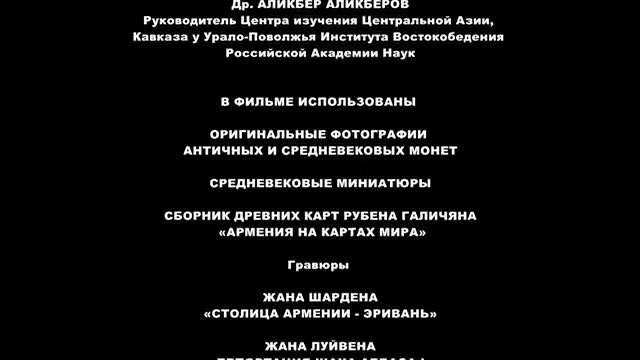 Др. АЛИКБЕР АЛИКБЕРОВ
Руководитель Центра изучения Центральной Азии,
Кавказа у Урало-Поволжья Института Востокобедения
Российской Академии Наук
В ФИЛЬМЕ ИСПОЛЬЗОВАНЫ
ОРИГИНАЛЬНЫЕ ФОТОГРАФИИ
АНТИЧНЫХ И СРЕДНЕВЕКОВЫХ МОНЕТ
СРЕДНЕВЕКОВЫЕ МИНИАТЮРЫ
СБОРНИК ДРЕВНИХ КАРТ РУБЕНА ГАЛИЧЯНА
«АРМЕНИЯ НА КАРТАХ МИРА»
Гравюры
ЖАНА ШАРДЕНА
«СТОЛИЦА АРМЕНИИ - ЭРИВАНЬ»
ЖАНА ЛУЙВЕНА